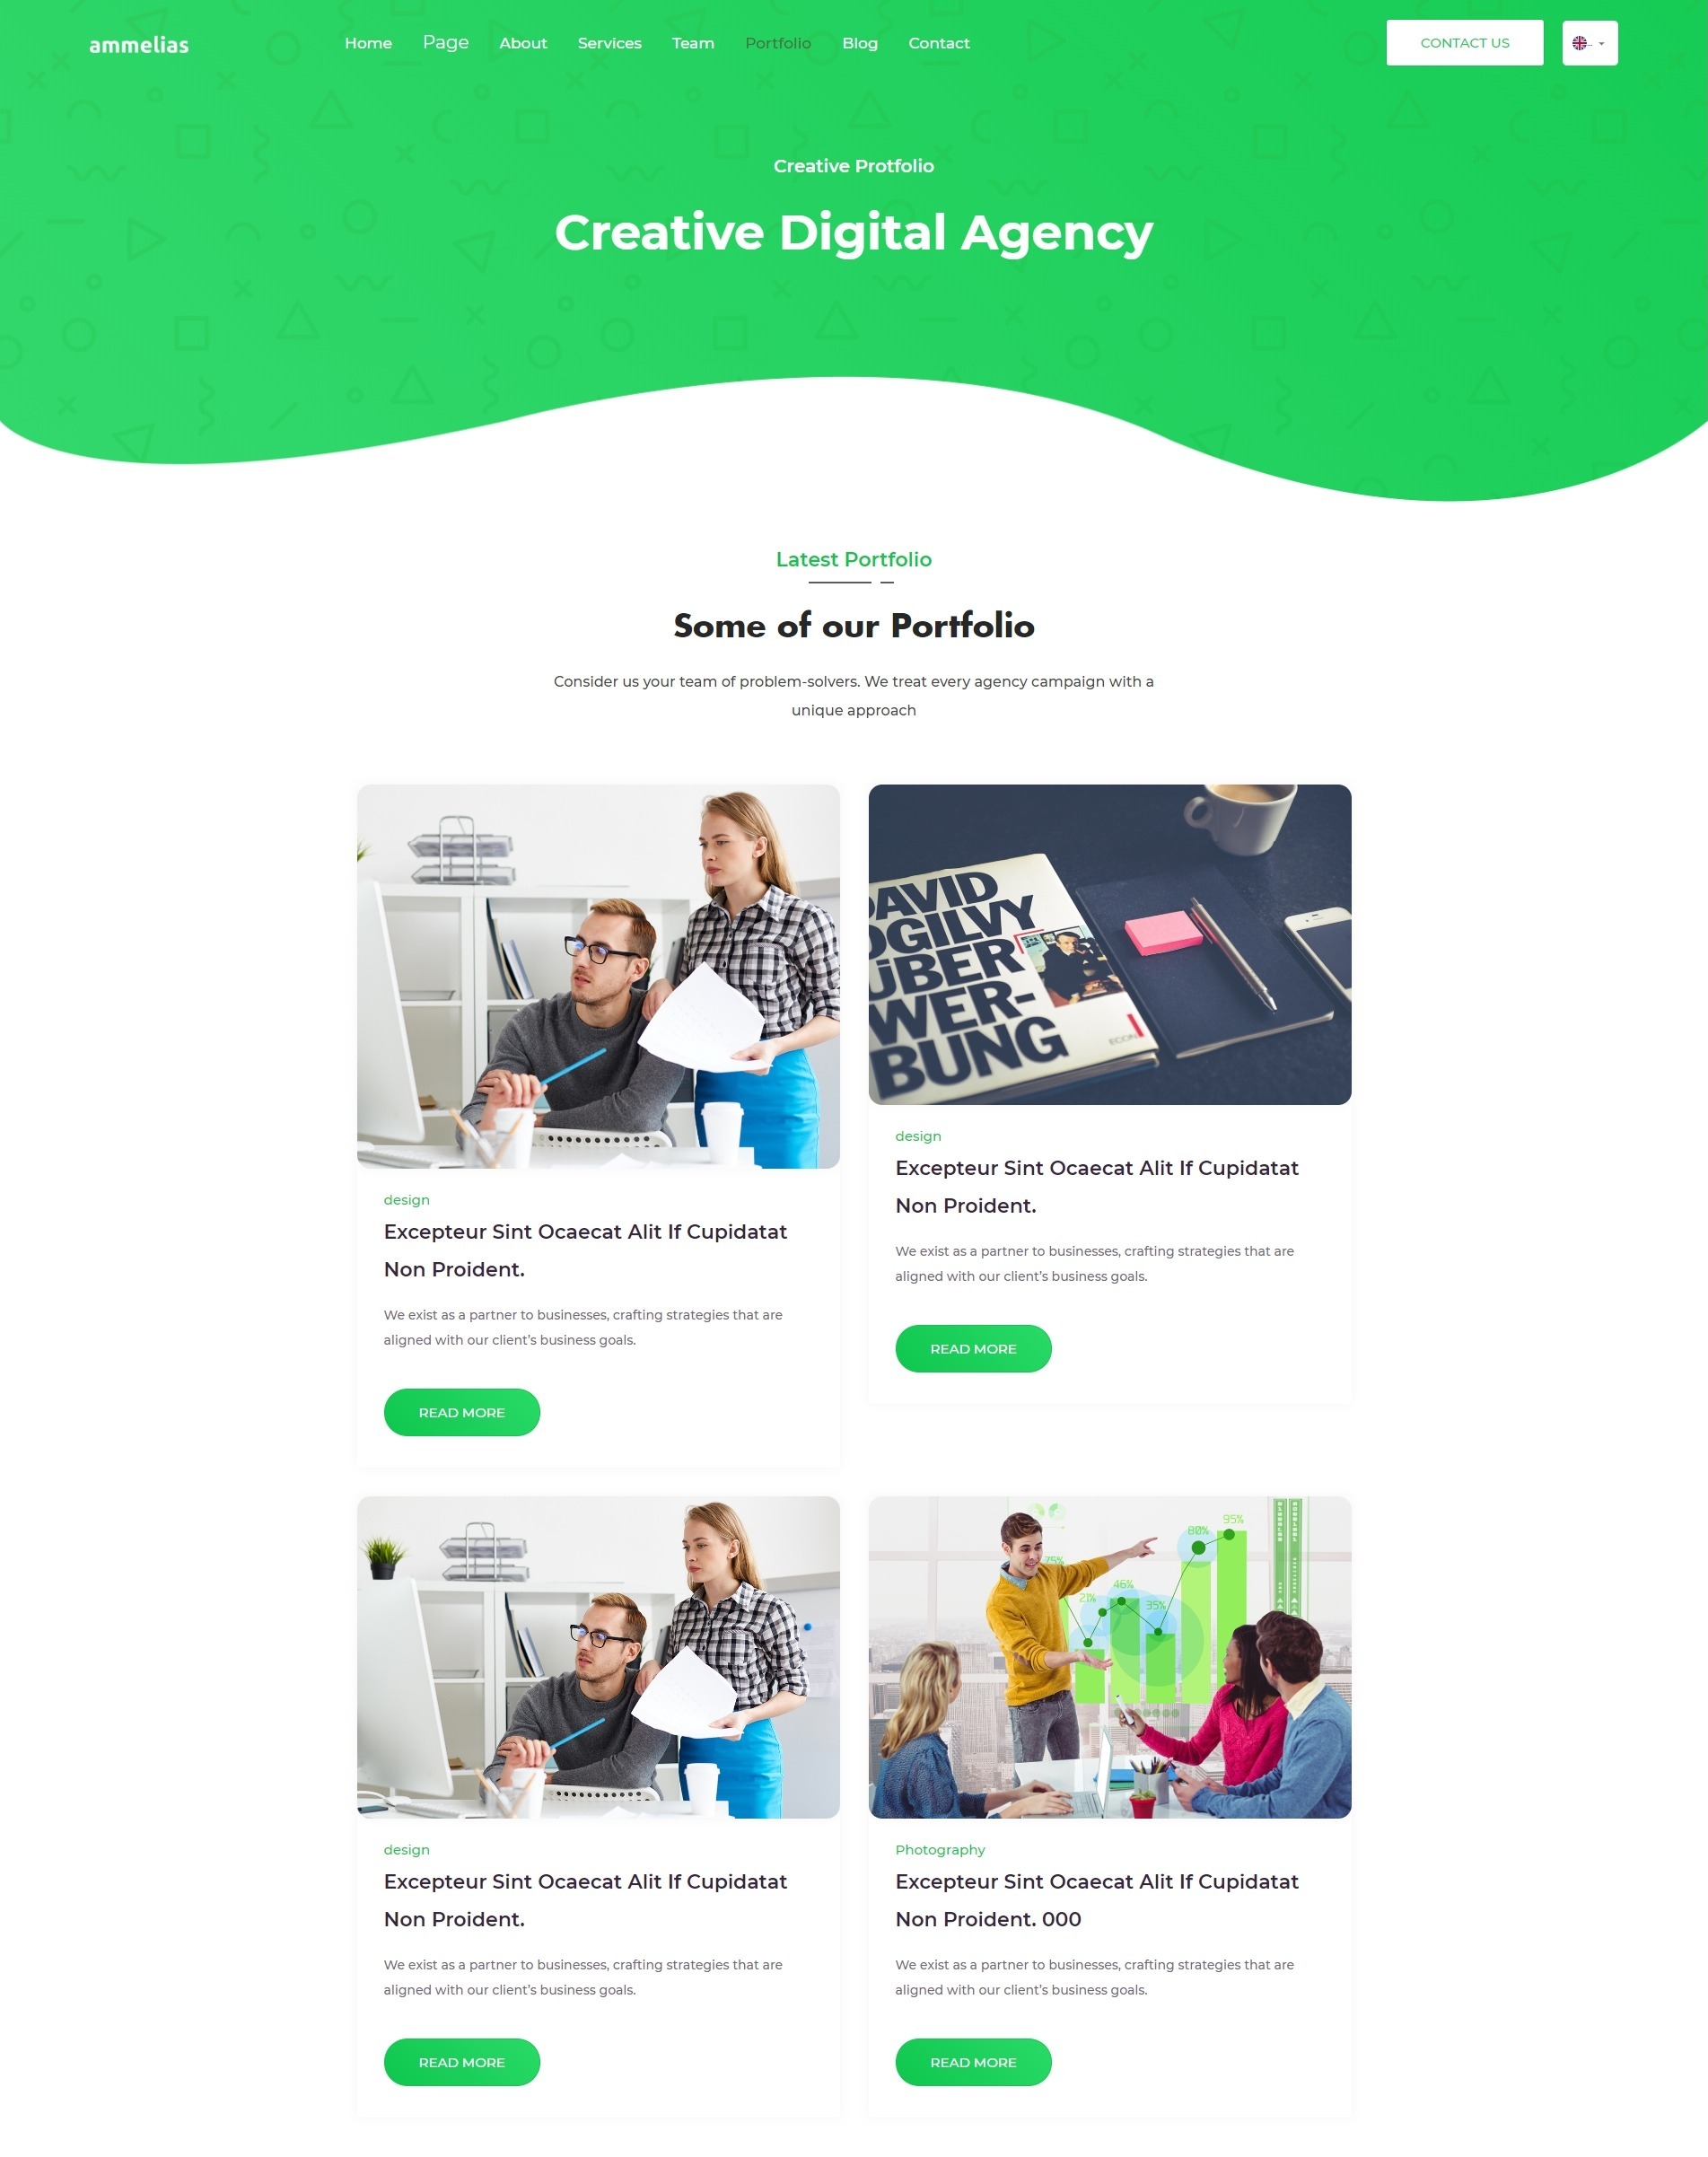 ammelias
Home Page About Services Team Portfolio Blog Contact
CONTACT US
Creative Protfolio
Creative Digital Agency
Latest Portfolio
Some of our Portfolio
Consider us your team of problem-solvers. We treat every agency campaign with a
unique approach
design
Excepteur Sint Ocaecat Alit If Cupidatat
Non Proident.
We exist as a partner to businesses, crafting strategies that are
aligned with our client's business goals.
READ MORE
DAVID
OGILVY
ÜBER
WER-
BUNG
ECON
design
Excepteur Sint Ocaecat Alit If Cupidatat
Non Proident.
We exist as a partner to businesses, crafting strategies that are
aligned with our client's business goals.
READ MORE
design
Excepteur Sint Ocaecat Alit If Cupidatat
Non Proident.
We exist as a partner to businesses, crafting strategies that are
aligned with our client's business goals.
READ MORE
95%
80%
75%
46%
21%
35%
Photography
Excepteur Sint Ocaecat Alit If Cupidatat
Non Proident. 000
We exist as a partner to businesses, crafting strategies that are
aligned with our client's business goals.
READ MORE